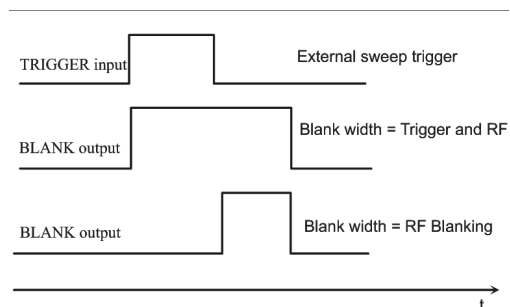 TRIGGER input
External sweep trigger
BLANK output
Blank width = Trigger and RF
BLANK output
Blank width = RF Blanking
t